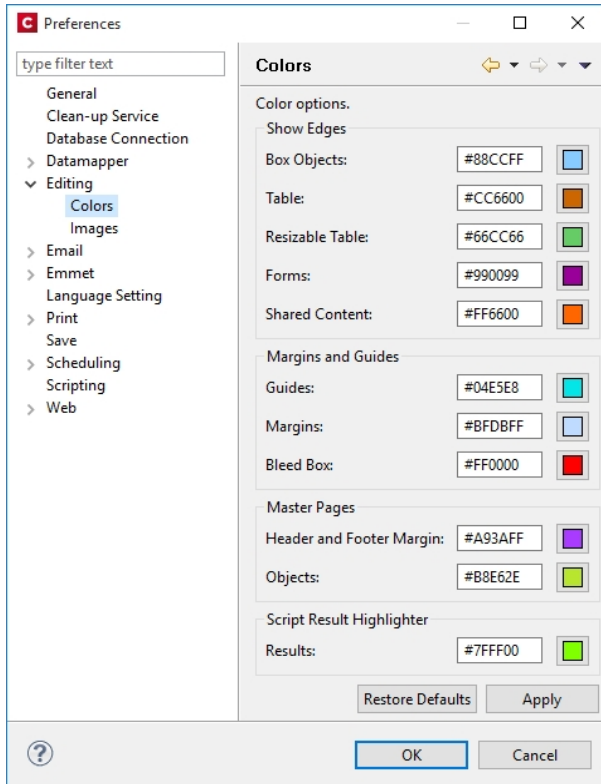 Preferences
type filter text
General
Clean-up Service
Database Connection
Datamapper
Editing
Colors
Images
Email
Emmet
Language Setting
Print
Save
Scheduling
Scripting
Web
Colors
Color options.
Show Edges
Box Objects: #88CCFF
Table: #CC6600
Resizable Table: #66CC66
Forms: #990099
Shared Content: #FF6600
Margins and Guides
Guides: #04E5E8
Margins: #BFDBFF
Bleed Box: #FF0000
Master Pages
Header and Footer Margin: #A93AFF
Objects: #B8E62E
Script Result Highlighter
Results: #7FFF00
Restore Defaults Apply
OK Cancel